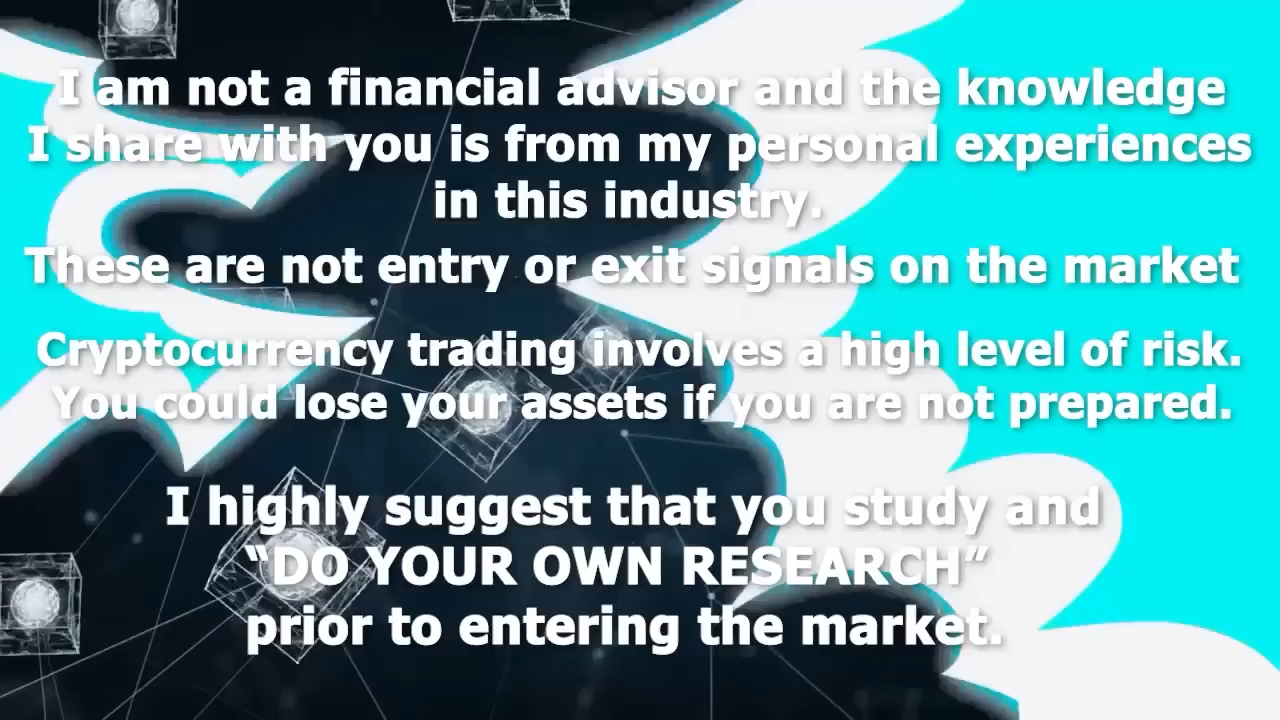 I am not a financial advisor and the knowledge
I share with you is from my personal experiences
in this industry.
These are not entry or exit signals on the market
Cryptocurrency trading involves a high level of risk.
You could lose your assets if you are not prepared.
I highly suggest that you study and
“DO YOUR OWN RESEARCH”
prior to entering the market.